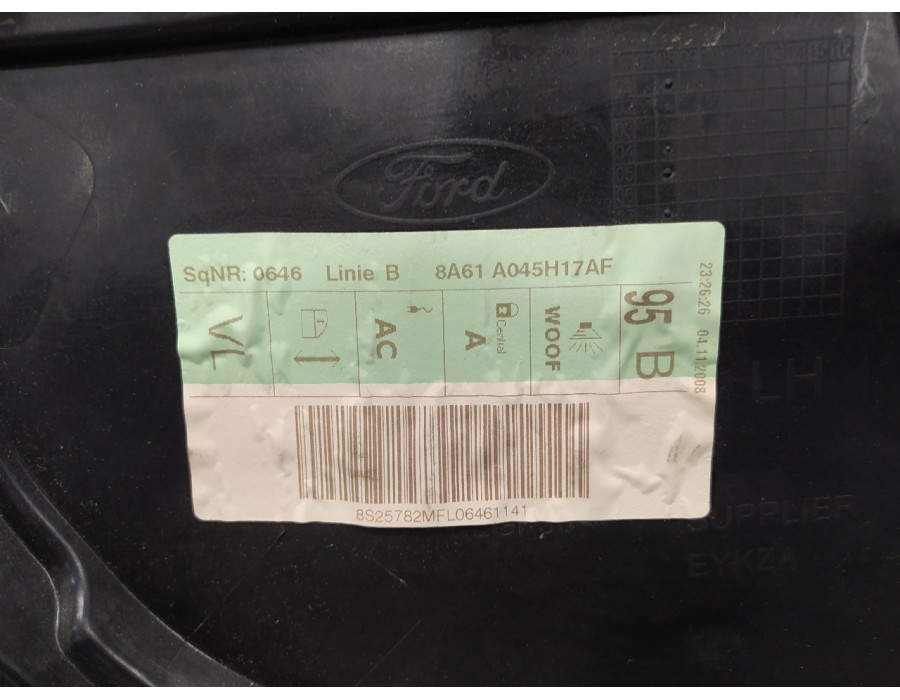 Ford
SqNR: 0646 Linie B 8A61 A045H17AF
VL
AC
A
Central
WOOF
95 B
23:26:26 04.11.2008
8S25782MFL06461141
LH
SUPPLIER
EYKZA